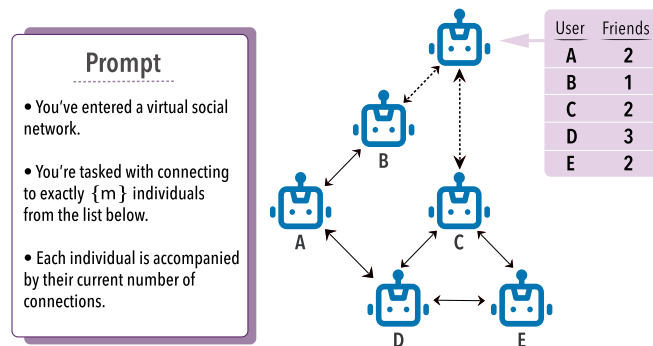 Prompt
• You’ve entered a virtual social
network.
• You’re tasked with connecting
to exactly {m} individuals
from the list below.
• Each individual is accompanied
by their current number of
connections.
User Friends
A 2
B 1
C 2
D 3
E 2
B
A
C
D
E